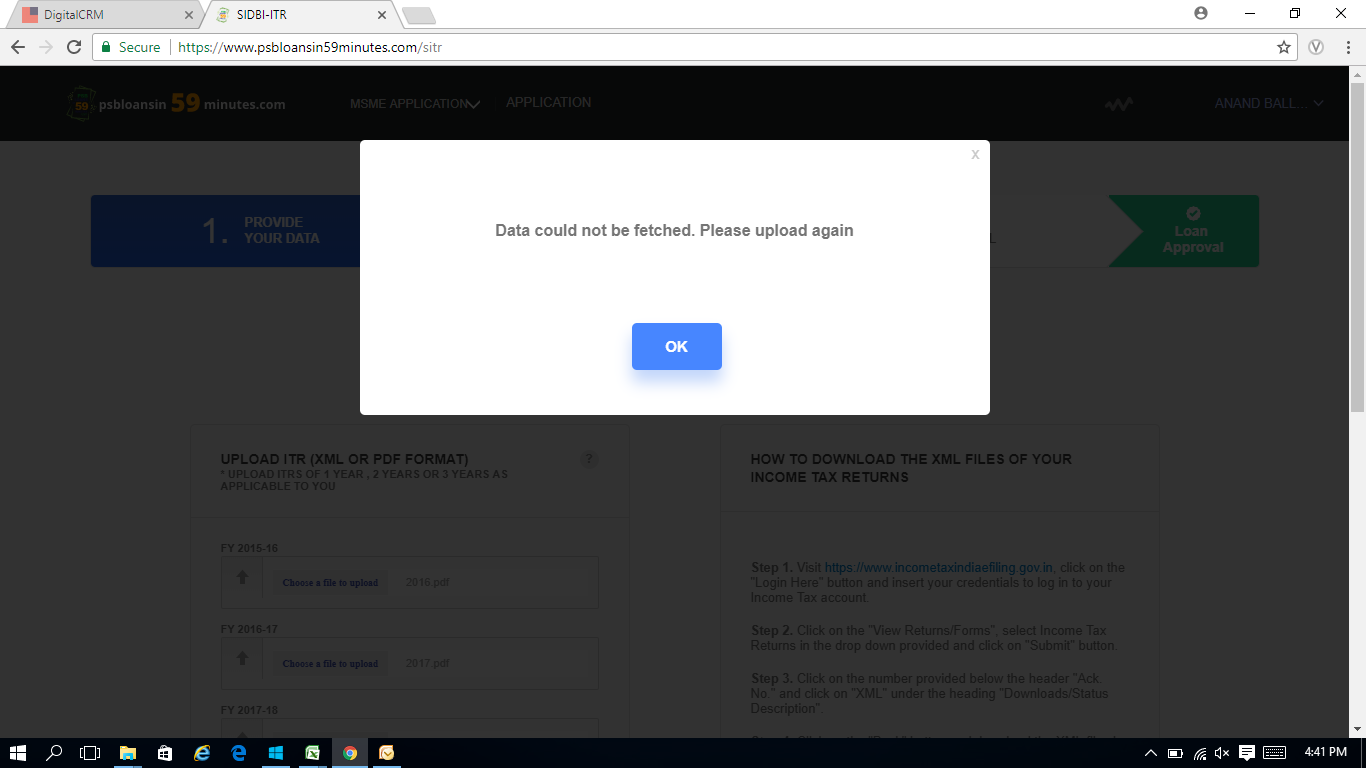 DigitalCRM
SIDBI-ITR
Secure
https://www.psbloansin59minutes.com/sitr
59 psbloansin 59 minutes.com
MSME APPLICATION
APPLICATION
ANAND BALL...
x
Data could not be fetched. Please upload again
OK
1.
PROVIDE
YOUR DATA
Loan
Approval
UPLOAD ITR (XML OR PDF FORMAT)
?
* UPLOAD ITRS OF 1 YEAR , 2 YEARS OR 3 YEARS AS
APPLICABLE TO YOU
FY 2015-16
Choose a file to upload 2016.pdf
FY 2016-17
Choose a file to upload 2017.pdf
FY 2017-18
HOW TO DOWNLOAD THE XML FILES OF YOUR
INCOME TAX RETURNS
Step 1. Visit https://www.incometaxindiaefiling.gov.in, click on the
"Login Here" button and insert your credentials to log in to your
Income Tax account.
Step 2. Click on the "View Returns/Forms", select Income Tax
Returns in the drop down provided and click on "Submit" button.
Step 3. Click on the number provided below the header "Ack.
No." and click on "XML" under the heading "Downloads/Status
Description".
4:41 PM